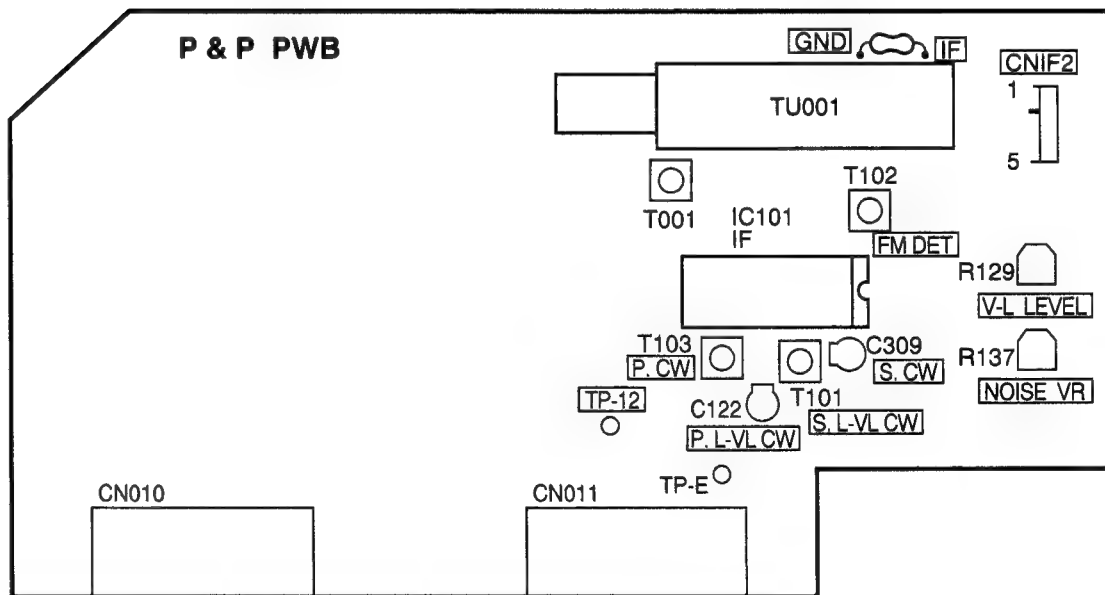 P & P PWB
GND
IF
CNIF2
1
5
TU001
T001
T102
IC101
IF
FM DET
R129
V-L LEVEL
T103
P. CW
C309
S. CW
R137
NOISE VR
TP-12
C122
T101
P. L-VL CW
S. L-VL CW
TP-E
CN010
CN011